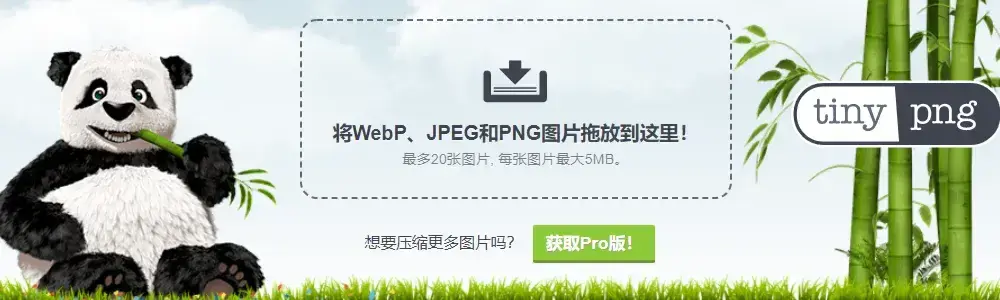 将WebP、JPEG和PNG图片拖放到这里!
最多20张图片, 每张图片最大5MB。
想要压缩更多图片吗?
获取Pro版!
tiny png